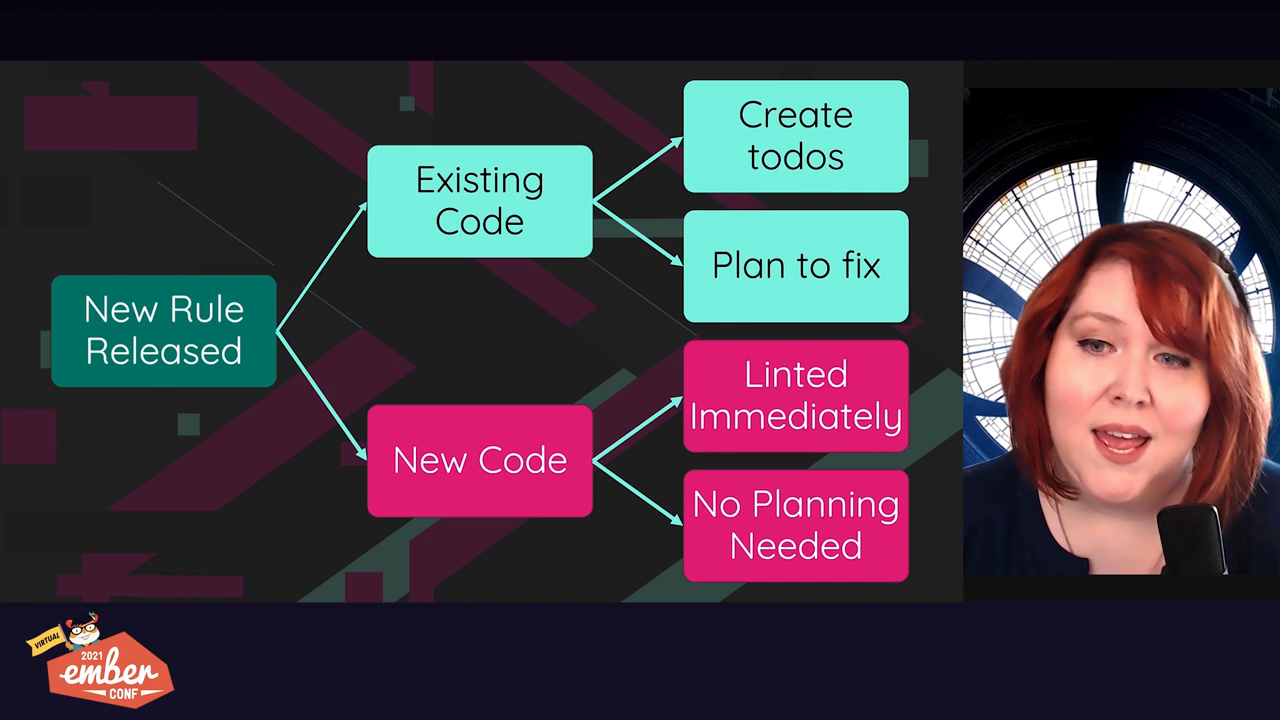 New Rule
Released
Existing
Code
New Code
Create
todos
Plan to fix
Linted
Immediately
No Planning
Needed
VIRTUAL
2021
ember
CONF